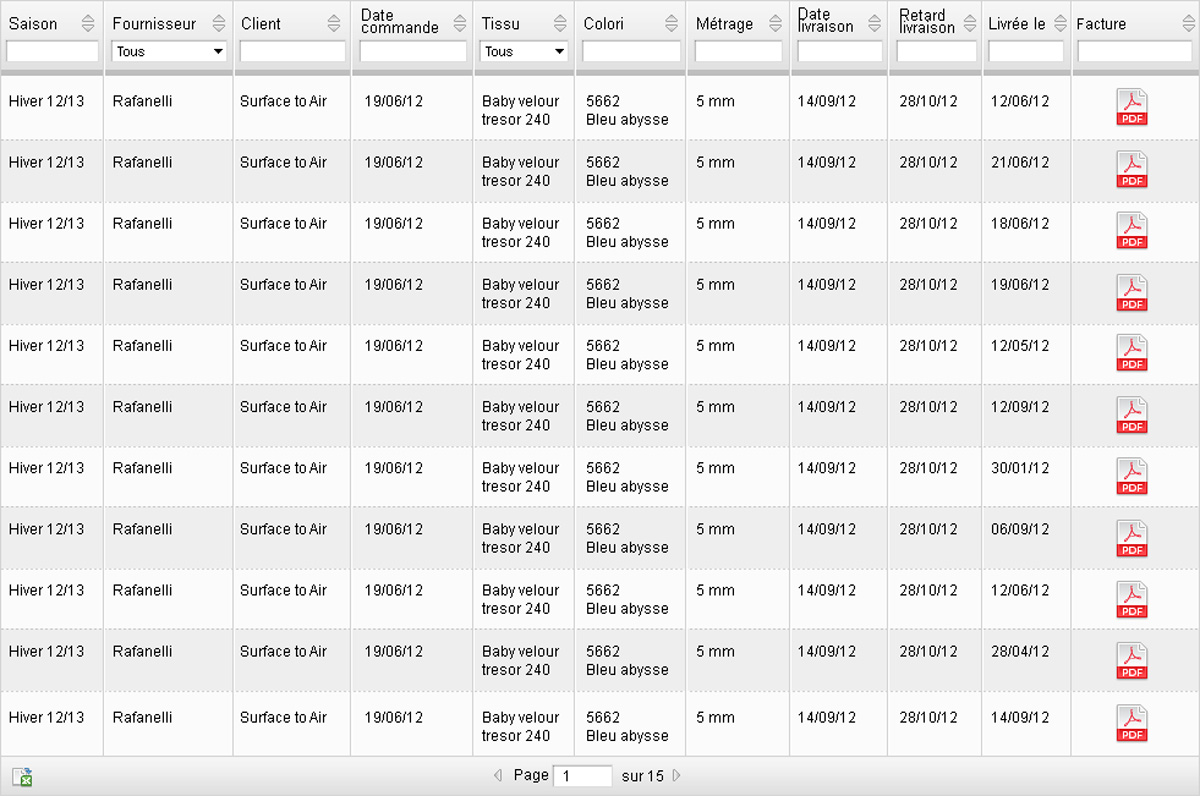 Saison Fournisseur Client Date commande Tissu Colori Métrage Date livraison Retard livraison Livrée le Facture
Tous Tous
Hiver 12/13 Rafanelli Surface to Air 19/06/12 Baby velour 5662 5 mm 14/09/12 28/10/12 12/06/12
tresor 240 Bleu abysse
PDF
Hiver 12/13 Rafanelli Surface to Air 19/06/12 Baby velour 5662 5 mm 14/09/12 28/10/12 21/06/12
tresor 240 Bleu abysse
PDF
Hiver 12/13 Rafanelli Surface to Air 19/06/12 Baby velour 5662 5 mm 14/09/12 28/10/12 18/06/12
tresor 240 Bleu abysse
PDF
Hiver 12/13 Rafanelli Surface to Air 19/06/12 Baby velour 5662 5 mm 14/09/12 28/10/12 19/06/12
tresor 240 Bleu abysse
PDF
Hiver 12/13 Rafanelli Surface to Air 19/06/12 Baby velour 5662 5 mm 14/09/12 28/10/12 12/05/12
tresor 240 Bleu abysse
PDF
Hiver 12/13 Rafanelli Surface to Air 19/06/12 Baby velour 5662 5 mm 14/09/12 28/10/12 12/09/12
tresor 240 Bleu abysse
PDF
Hiver 12/13 Rafanelli Surface to Air 19/06/12 Baby velour 5662 5 mm 14/09/12 28/10/12 30/01/12
tresor 240 Bleu abysse
PDF
Hiver 12/13 Rafanelli Surface to Air 19/06/12 Baby velour 5662 5 mm 14/09/12 28/10/12 06/09/12
tresor 240 Bleu abysse
PDF
Hiver 12/13 Rafanelli Surface to Air 19/06/12 Baby velour 5662 5 mm 14/09/12 28/10/12 12/06/12
tresor 240 Bleu abysse
PDF
Hiver 12/13 Rafanelli Surface to Air 19/06/12 Baby velour 5662 5 mm 14/09/12 28/10/12 28/04/12
tresor 240 Bleu abysse
PDF
Hiver 12/13 Rafanelli Surface to Air 19/06/12 Baby velour 5662 5 mm 14/09/12 28/10/12 14/09/12
tresor 240 Bleu abysse
PDF
Page 1 sur 15